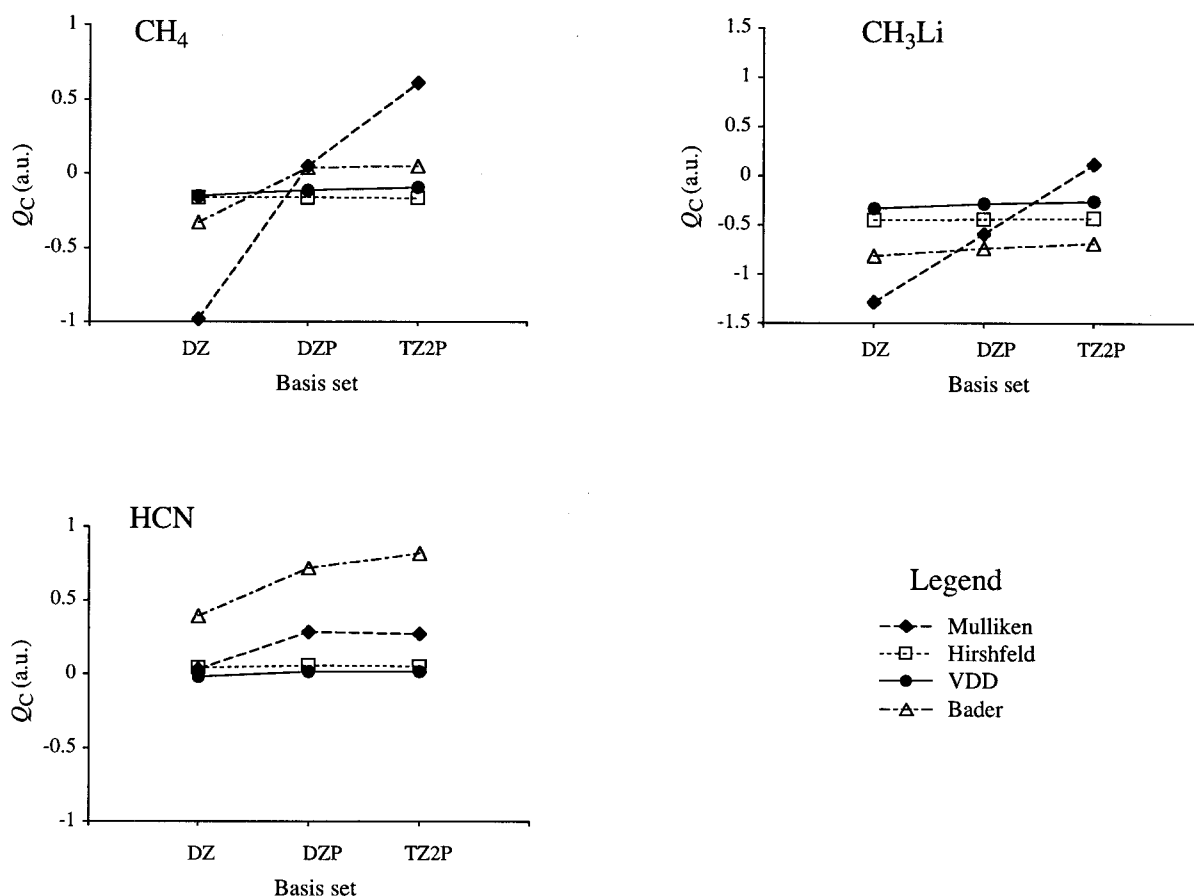 CH4
1
0.5
0
-0.5
-1
QC (a.u.)
DZ DZP TZ2P
Basis set
CH3Li
1.5
1
0.5
0
-0.5
-1
-1.5
QC (a.u.)
DZ DZP TZ2P
Basis set
HCN
1
0.5
0
-0.5
-1
QC (a.u.)
DZ DZP TZ2P
Basis set
Legend
Mulliken
Hirshfeld
VDD
Bader